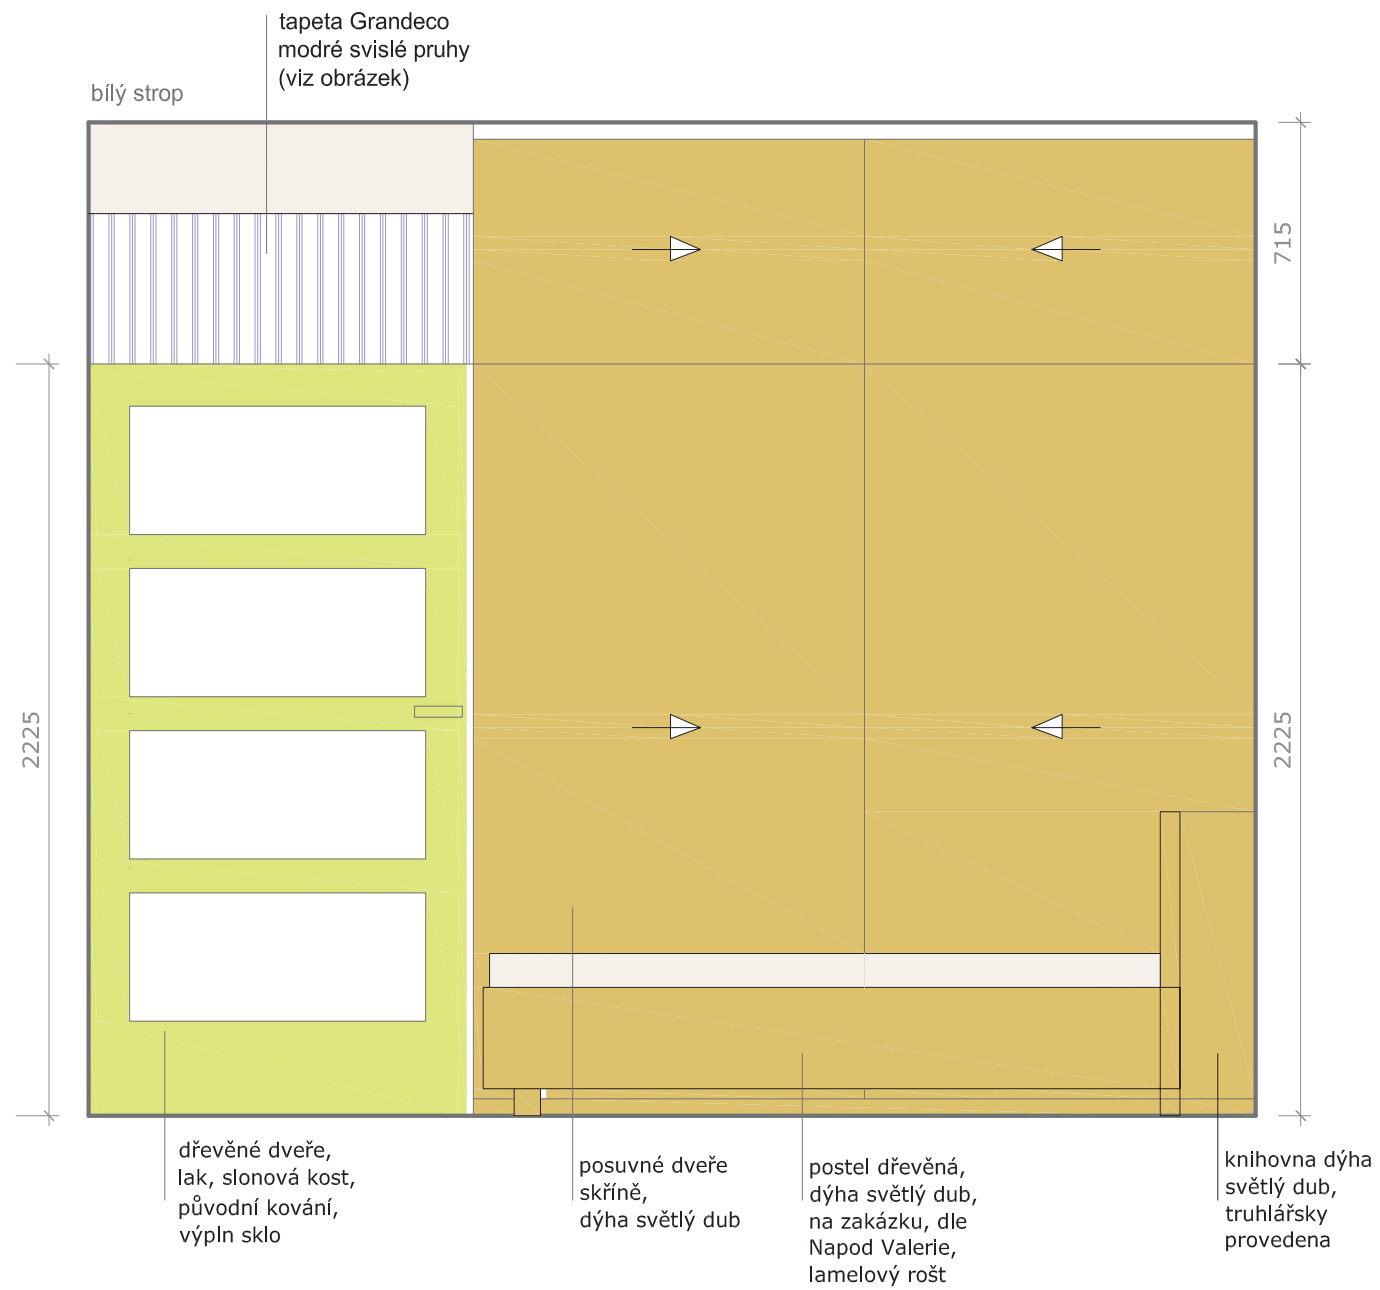 tapeta Grandeco
modré svislé pruhy
(viz obrázek)
bílý strop
715
2225
2225
dřevěné dveře,
lak, slonová kost,
původní kování,
výpln sklo
posuvné dveře
skříně,
dýha světlý dub
postel dřevěná,
dýha světlý dub,
na zakázku, dle
Napod Valerie,
lamelový rošt
knihovna dýha
světlý dub,
truhlářsky
provedena